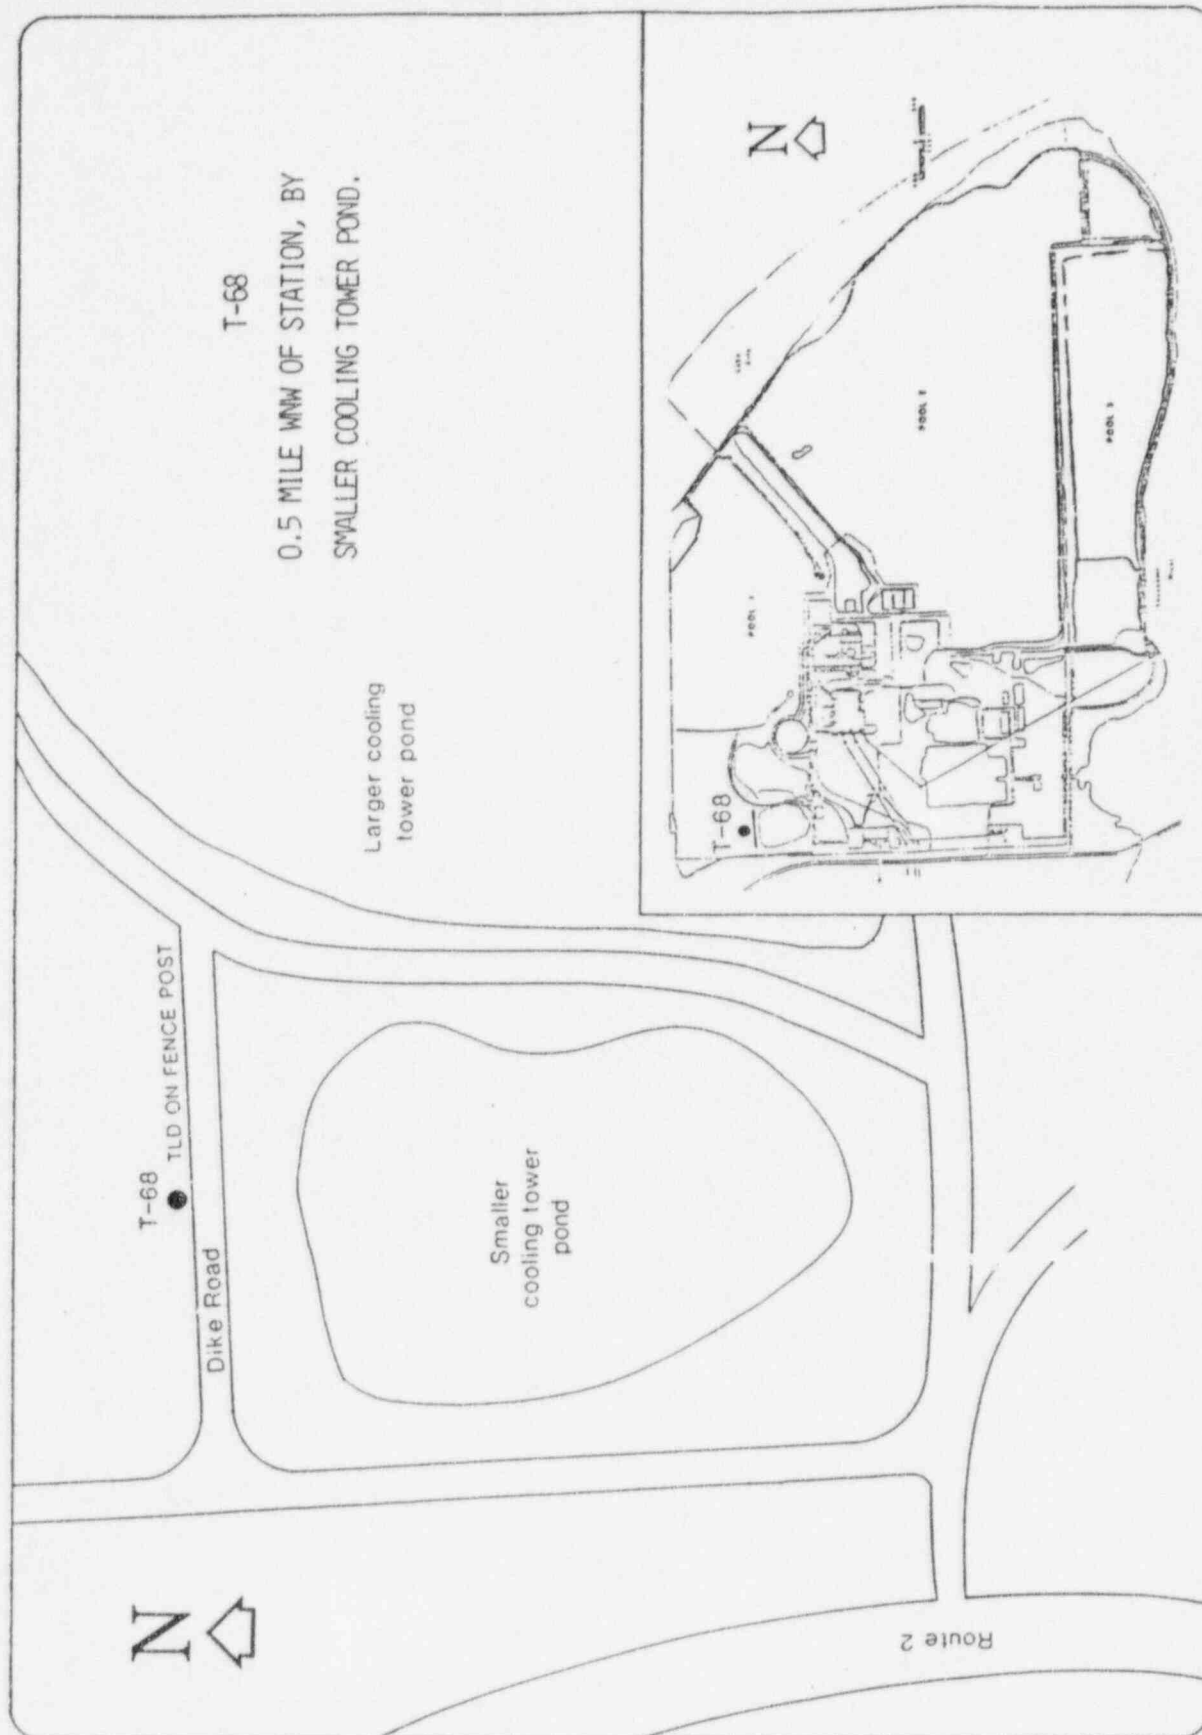 T-68
0.5 MILE WNW OF STATION, BY
SMALLER COOLING TOWER POND.
Larger cooling
tower pond
T-68
TLD ON FENCE POST
Dike Road
Smaller
cooling tower
pond
N
Route 2
N
POOL 2
POOL 3
POOL 1
T-68